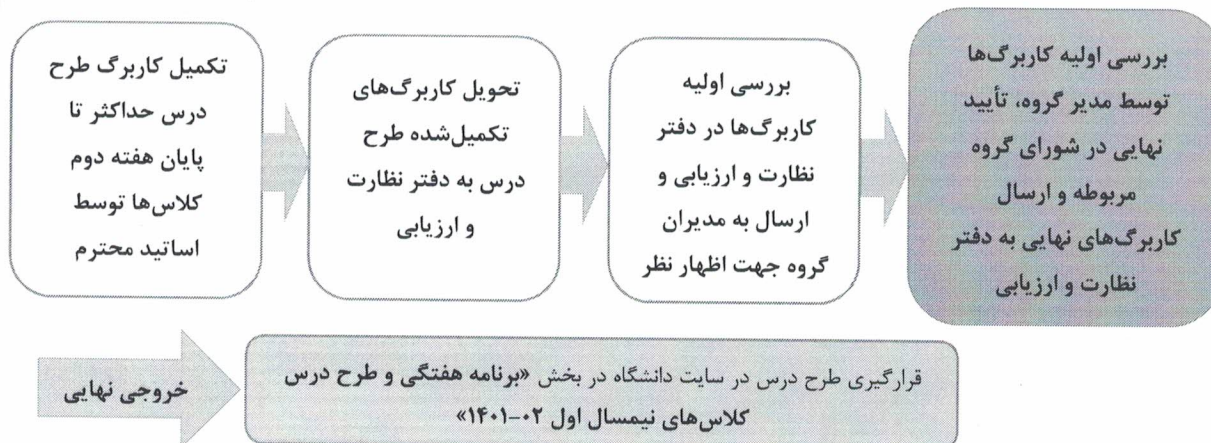 تکمیل کاربرگ طرح
درس حداکثر تا
پایان هفته دوم
کلاس‌ها توسط
اساتید محترم
تحویل کاربرگ‌های
تکمیل‌شده طرح
درس به دفتر نظارت
و ارزیابی
بررسی اولیه
کاربرگ‌ها در دفتر
نظارت و ارزیابی و
ارسال به مدیران
گروه جهت اظهار نظر
بررسی اولیه کاربرگ‌ها
توسط مدیر گروه، تأیید
نهایی در شورای گروه
مربوطه و ارسال
کاربرگ‌های نهایی به دفتر
نظارت و ارزیابی
خروجی نهایی
قرارگیری طرح درس در سایت دانشگاه در بخش «برنامه هفتگی و طرح درس
کلاس‌های نیمسال اول ۰۲-۱۴۰۱»